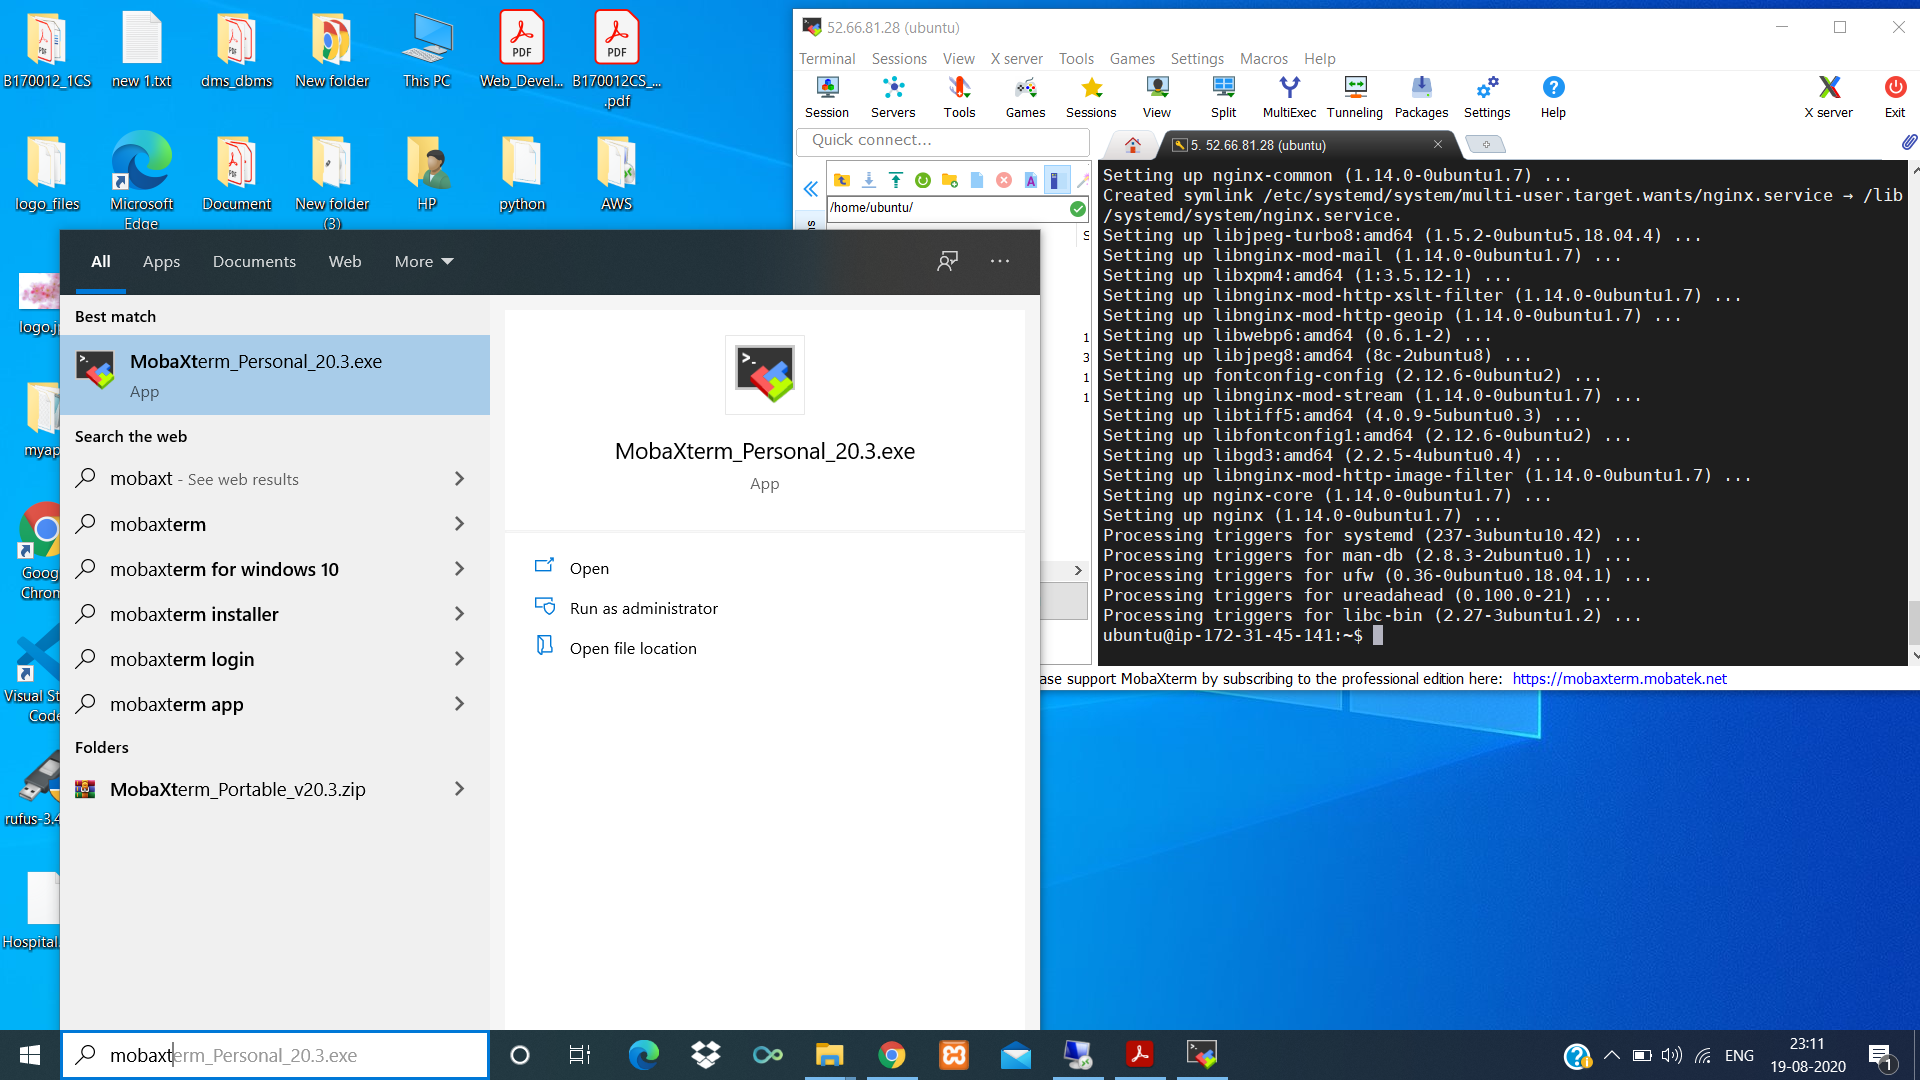 B170012_1CS
new 1.txt
dms_dbms
New folder
This PC
Web_Devel...
B170012CS_...
.pdf
logo_files
Microsoft
Edge
Document
New folder
(3)
HP
python
AWS
PDF
PDF
52.66.81.28 (ubuntu)
Terminal Sessions View X server Tools Games Settings Macros Help
Session Servers Tools Games Sessions View Split MultiExec Tunneling Packages Settings Help X server Exit
Quick connect...
5. 52.66.81.28 (ubuntu)
/home/ubuntu/
Setting up nginx-common (1.14.0-0ubuntu1.7) ...
Created symlink /etc/systemd/system/multi-user.target.wants/nginx.service → /lib
/systemd/system/nginx.service.
Setting up libjpeg-turbo8:amd64 (1.5.2-0ubuntu5.18.04.4) ...
Setting up libnginx-mod-mail (1.14.0-0ubuntu1.7) ...
Setting up libxpm4:amd64 (1:3.5.12-1) ...
Setting up libnginx-mod-http-xslt-filter (1.14.0-0ubuntu1.7) ...
Setting up libnginx-mod-http-geoip (1.14.0-0ubuntu1.7) ...
Setting up libwebp6:amd64 (0.6.1-2) ...
Setting up libjpeg8:amd64 (8c-2ubuntu8) ...
Setting up fontconfig-config (2.12.6-0ubuntu2) ...
Setting up libnginx-mod-stream (1.14.0-0ubuntu1.7) ...
Setting up libtiff5:amd64 (4.0.9-5ubuntu0.3) ...
Setting up libfontconfig1:amd64 (2.12.6-0ubuntu2) ...
Setting up libgd3:amd64 (2.2.5-4ubuntu0.4) ...
Setting up libnginx-mod-http-image-filter (1.14.0-0ubuntu1.7) ...
Setting up nginx-core (1.14.0-0ubuntu1.7) ...
Setting up nginx (1.14.0-0ubuntu1.7) ...
Processing triggers for systemd (237-3ubuntu10.42) ...
Processing triggers for man-db (2.8.3-2ubuntu0.1) ...
Processing triggers for ufw (0.36-0ubuntu0.18.04.1) ...
Processing triggers for ureadahead (0.100.0-21) ...
Processing triggers for libc-bin (2.27-3ubuntu1.2) ...
ubuntu@ip-172-31-45-141:~$
ase support MobaXterm by subscribing to the professional edition here: https://mobaxterm.mobatek.net
All Apps Documents Web More
Best match
MobaXterm_Personal_20.3.exe
App
Search the web
mobaxt - See web results
mobaxterm
mobaxterm for windows 10
mobaxterm installer
mobaxterm login
mobaxterm app
Folders
MobaXterm_Portable_v20.3.zip
MobaXterm_Personal_20.3.exe
App
Open
Run as administrator
Open file location
logo.j
myap
Goog
Chrom
Visual St
Code
rufus-3.4
Hospital.
mobaxterm_Personal_20.3.exe
ENG
23:11
19-08-2020
1